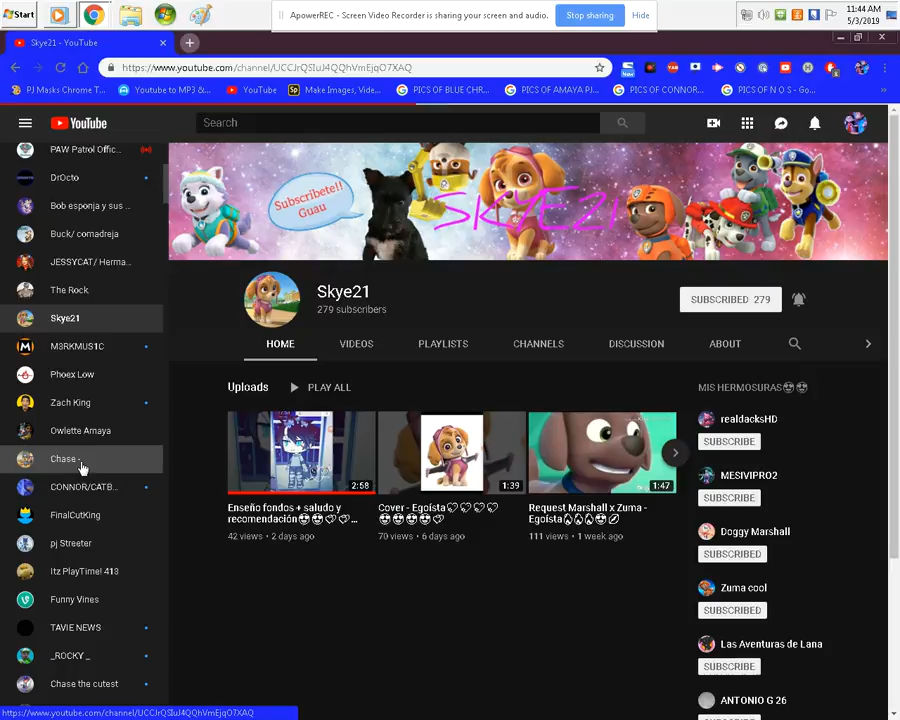 Start
ApowerREC - Screen Video Recorder is sharing your screen and audio.
Stop sharing
Hide
11:44 AM
5/3/2019
Skye21 - YouTube
https://www.youtube.com/channel/UCCJrQSIuJ4QQhVmEjqO7XAQ
PJ Masks Chrome T...
Youtube to MP3 &...
YouTube
Sp Make Images, Vide...
PICS OF BLUE CHR...
PICS OF AMAYA PJ...
PICS OF CONNOR...
PICS OF N O S - Go...
YouTube
Search
PAW Patrol Offic...
DrOcto
Bob esponja y sus ...
Buck/ comadreja
JESSYCAT/ Herma...
The Rock
Skye21
M3RKMUS1C
Phoex Low
Zach King
Owlette Amaya
Chase -
CONNOR/CATB...
FinalCutKing
pj Streeter
Itz PlayTime! 413
Funny Vines
TAVIE NEWS
_ROCKY _
Chase the cutest
Subscribete!!
Guau
SKYE21
Skye21
279 subscribers
SUBSCRIBED 279
HOME
VIDEOS
PLAYLISTS
CHANNELS
DISCUSSION
ABOUT
Uploads
PLAY ALL
2:58
Enseño fondos + saludo y
recomendación😍😍♡♡...
42 views • 2 days ago
1:39
Cover - Egoísta♡♡♡♡
😍😍😍😍♡
70 views • 6 days ago
1:47
Request Marshall x Zuma -
Egoísta
111 views • 1 week ago
MIS HERMOSURAS😍😍
realdacksHD
SUBSCRIBE
MESIVIPRO2
SUBSCRIBE
Doggy Marshall
SUBSCRIBED
Zuma cool
SUBSCRIBED
Las Aventuras de Lana
SUBSCRIBE
ANTONIO G 26
https://www.youtube.com/channel/UCCJrQSIuJ4QQhVmEjqO7XAQ